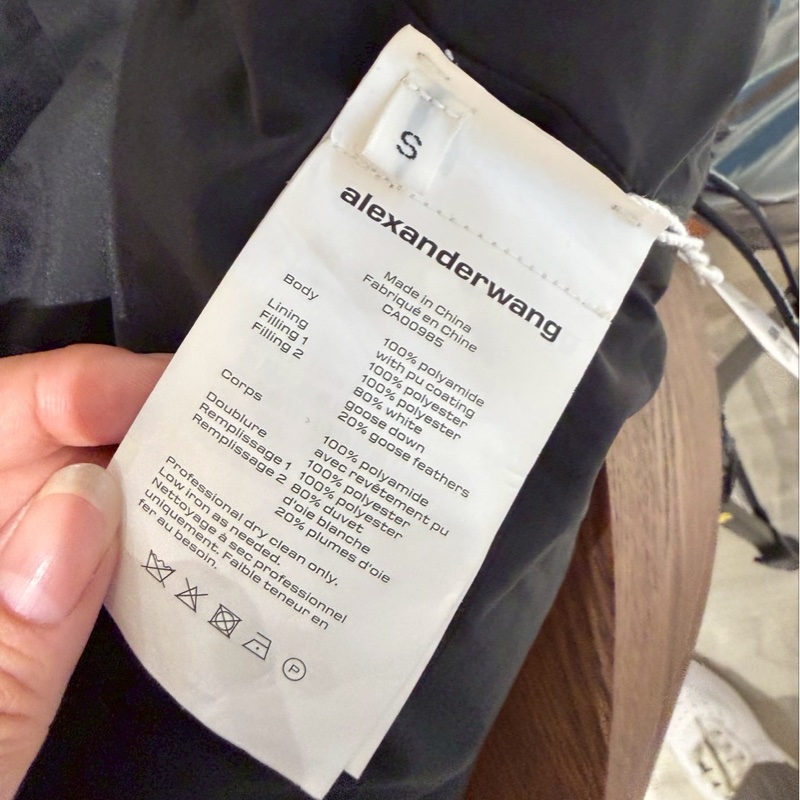 S
alexanderwang
Made in China
Fabriqué en Chine
CA00985
Body 100% polyamide
with pu coating
Lining 100% polyester
Filling 1 100% polyester
Filling 2 80% white
goose down
20% goose feathers
Corps 100% polyamide
avec revêtement pu
Doublure 100% polyester
Remplissage 1 100% polyester
Remplissage 2 80% duvet
d'oie blanche
20% plumes d'oie
Professional dry clean only.
Low iron as needed.
Nettoyage à sec professionnel
uniquement. Faible teneur en
fer au besoin.
P